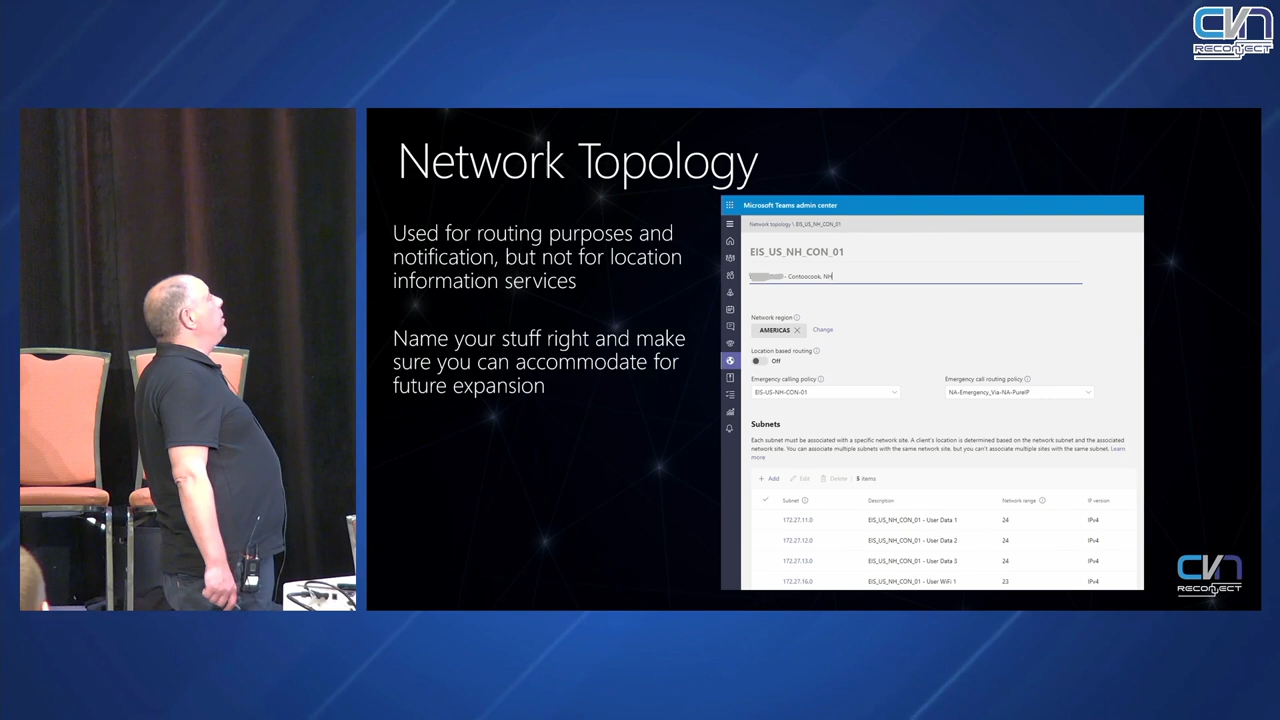 CVN
RECONNECT
Network Topology
Used for routing purposes and
notification, but not for location
information services
Name your stuff right and make
sure you can accommodate for
future expansion
Microsoft Teams admin center
Network topology \ EIS_US_NH_CON_01
EIS_US_NH_CON_01
- Contoocook, NH
Network region
AMERICAS Change
Location based routing
Off
Emergency calling policy Emergency call routing policy
EIS-US-NH-CON-01 NA-Emergency_Via-NA-PureIP
Subnets
Each subnet must be associated with a specific network site. A client's location is determined based on the network subnet and the associated
network site. You can associate multiple subnets with the same network site, but you can't associate multiple sites with the same subnet. Learn
more
+ Add Edit Delete | 5 items
Subnet Description Network range IP version
172.27.11.0 EIS_US_NH_CON_01 - User Data 1 24 IPv4
172.27.12.0 EIS_US_NH_CON_01 - User Data 2 24 IPv4
172.27.13.0 EIS_US_NH_CON_01 - User Data 3 24 IPv4
172.27.16.0 EIS_US_NH_CON_01 - User WiFi 1 23 IPv4
CVN
RECONNECT